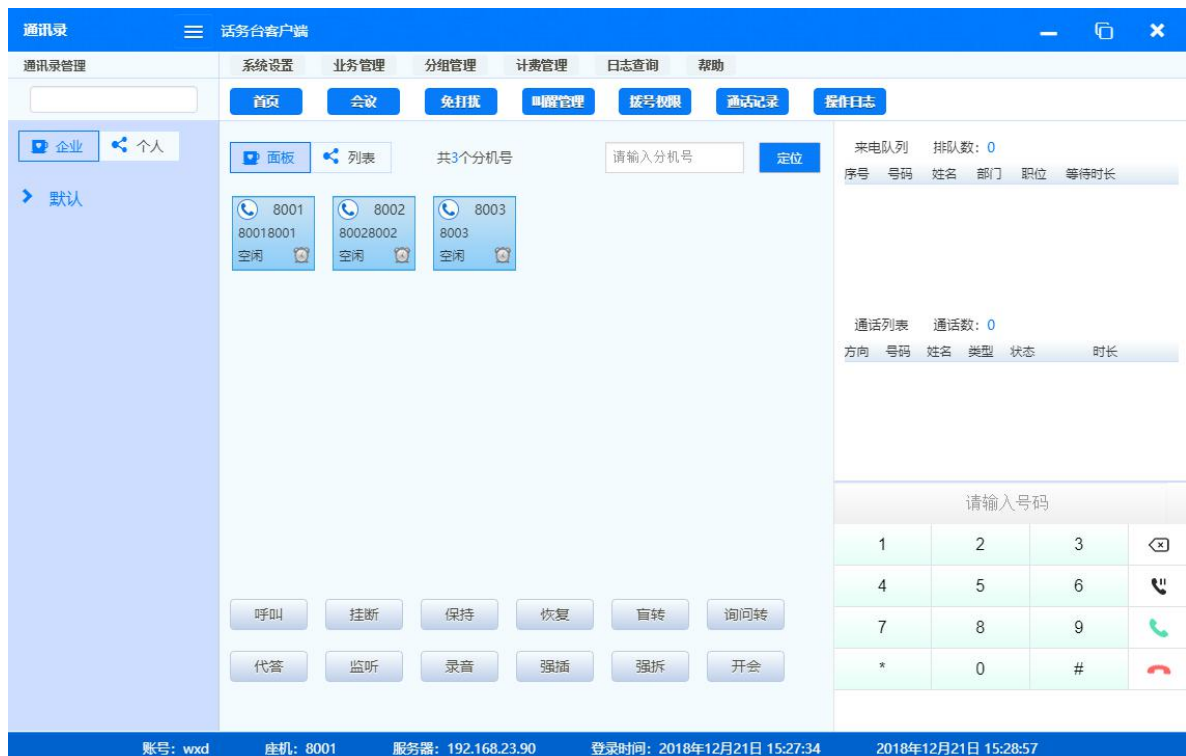 通讯录
话务台客户端
通讯录管理
系统设置 业务管理 分组管理 计费管理 日志查询 帮助
首页 会议 免打扰 叫醒管理 拨号权限 通话记录 操作日志
企业 个人
默认
面板 列表 共3个分机号 请输入分机号 定位
8001
80018001
空闲
8002
80028002
空闲
8003
8003
空闲
来电队列 排队数: 0
序号 号码 姓名 部门 职位 等待时长
通话列表 通话数: 0
方向 号码 姓名 类型 状态 时长
请输入号码
1 2 3
4 5 6
7 8 9
* 0 #
呼叫 挂断 保持 恢复 盲转 询问转
代答 监听 录音 强插 强拆 开会
账号: wxd 座机: 8001 服务器: 192.168.23.90 登录时间: 2018年12月21日 15:27:34 2018年12月21日 15:28:57